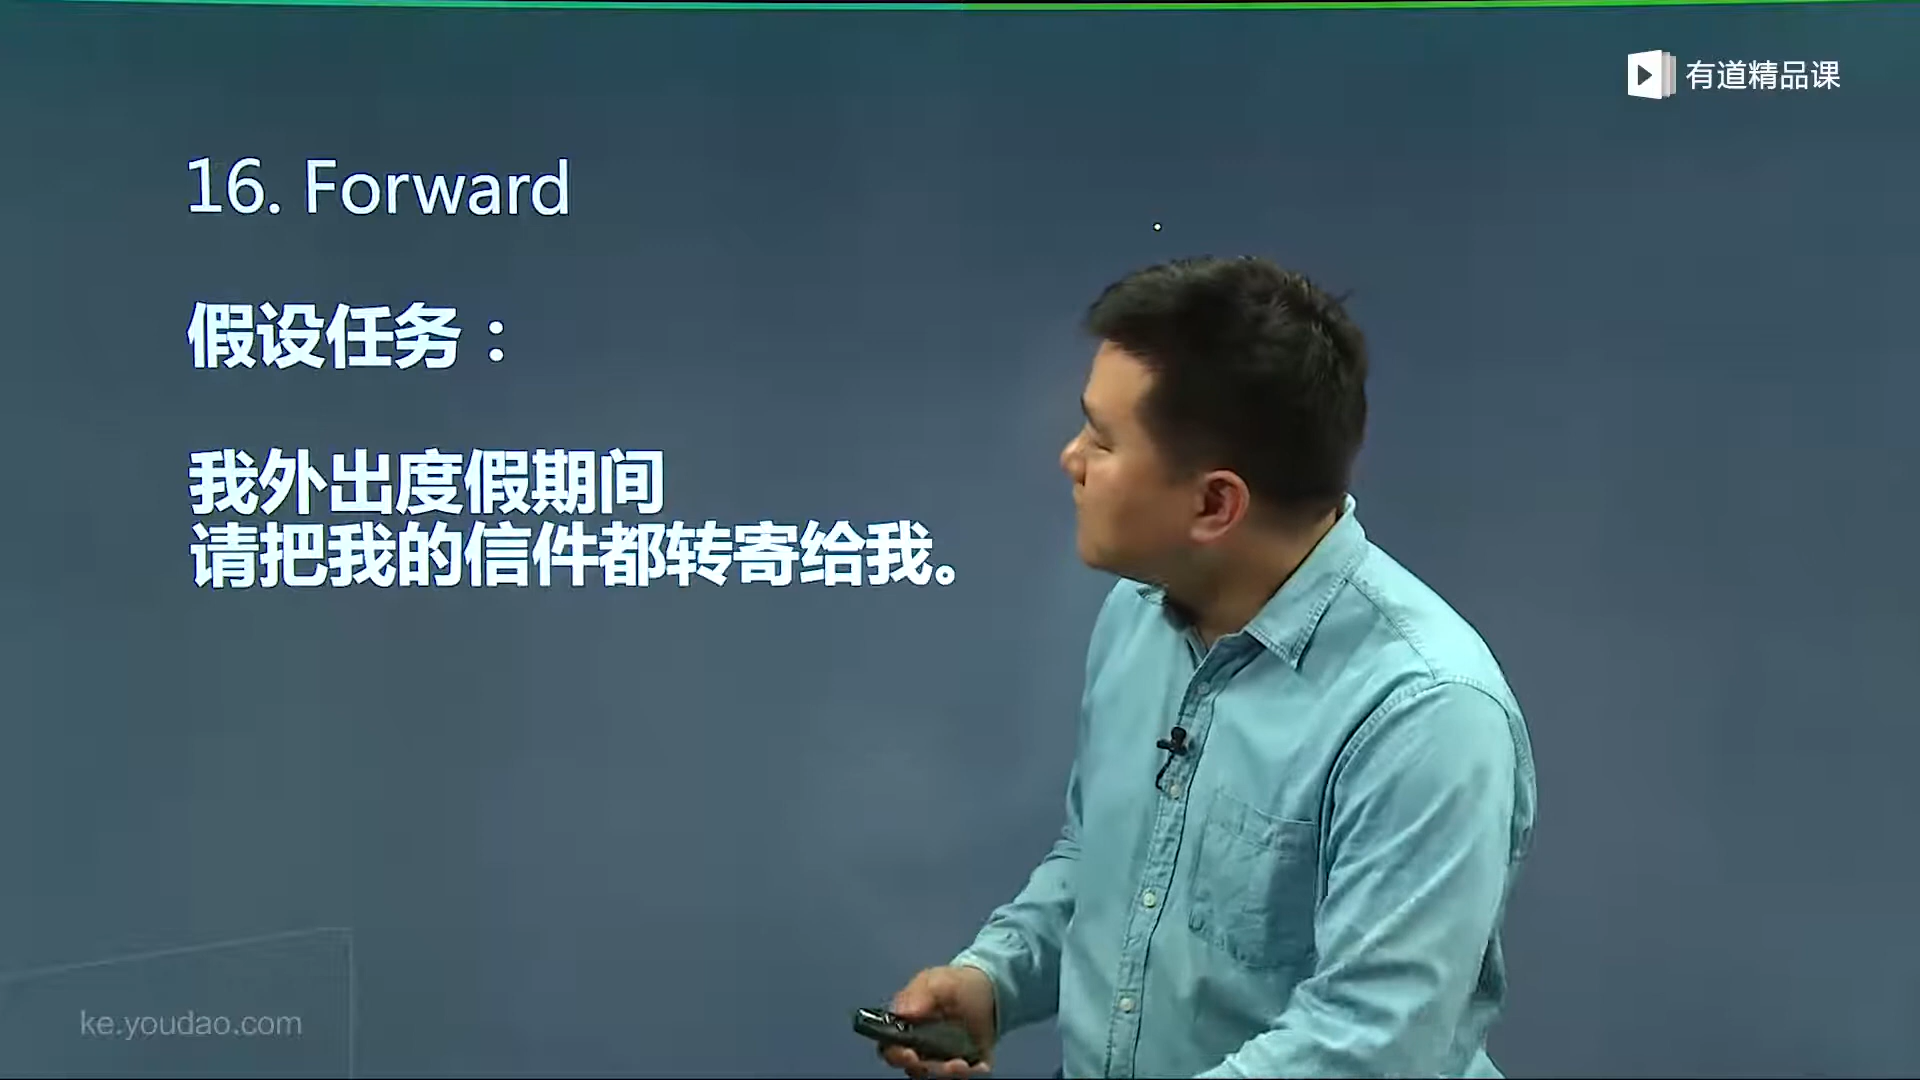 有道精品课
16. Forward
假设任务：
我外出度假期间
请把我的信件都转寄给我。
ke.youdao.com